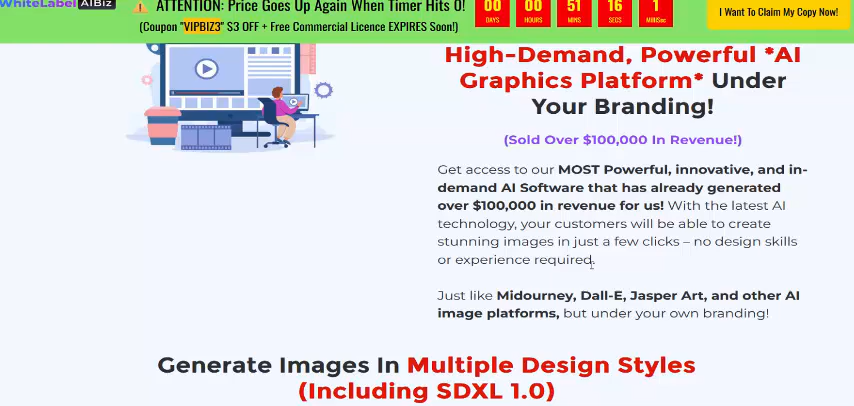 WhiteLabel AIBiz
⚠️ ATTENTION: Price Goes Up Again When Timer Hits 0!
(Coupon "VIPBIZ3" $3 OFF + Free Commercial Licence EXPIRES Soon!)
00 00 51 16 1
DAYS HOURS MINS SECS MilliSec
I Want To Claim My Copy Now!
High-Demand, Powerful *AI
Graphics Platform* Under
Your Branding!
(Sold Over $100,000 In Revenue!)
Get access to our MOST Powerful, innovative, and in-
demand AI Software that has already generated
over $100,000 in revenue for us! With the latest AI
technology, your customers will be able to create
stunning images in just a few clicks – no design skills
or experience required.
Just like Midourney, Dall-E, Jasper Art, and other AI
image platforms, but under your own branding!
Generate Images In Multiple Design Styles
(Including SDXL 1.0)